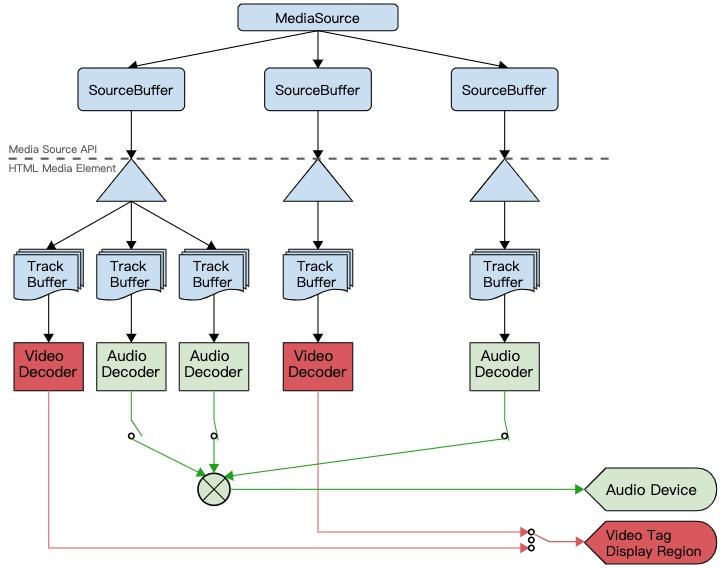 MediaSource
SourceBuffer
SourceBuffer
SourceBuffer
Media Source API
HTML Media Element
Track
Buffer
Track
Buffer
Track
Buffer
Track
Buffer
Track
Buffer
Video
Decoder
Audio
Decoder
Audio
Decoder
Video
Decoder
Audio
Decoder
Audio Device
Video Tag
Display Region